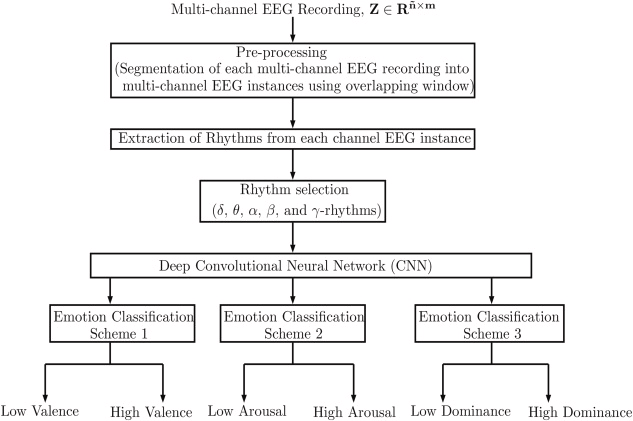 Multi-channel EEG Recording, Z ∈ R^ñ×m
Pre-processing
(Segmentation of each multi-channel EEG recording into
multi-channel EEG instances using overlapping window)
Extraction of Rhythms from each channel EEG instance
Rhythm selection
(δ, θ, α, β, and γ-rhythms)
Deep Convolutional Neural Network (CNN)
Emotion Classification
Scheme 1
Emotion Classification
Scheme 2
Emotion Classification
Scheme 3
Low Valence
High Valence
Low Arousal
High Arousal
Low Dominance
High Dominance